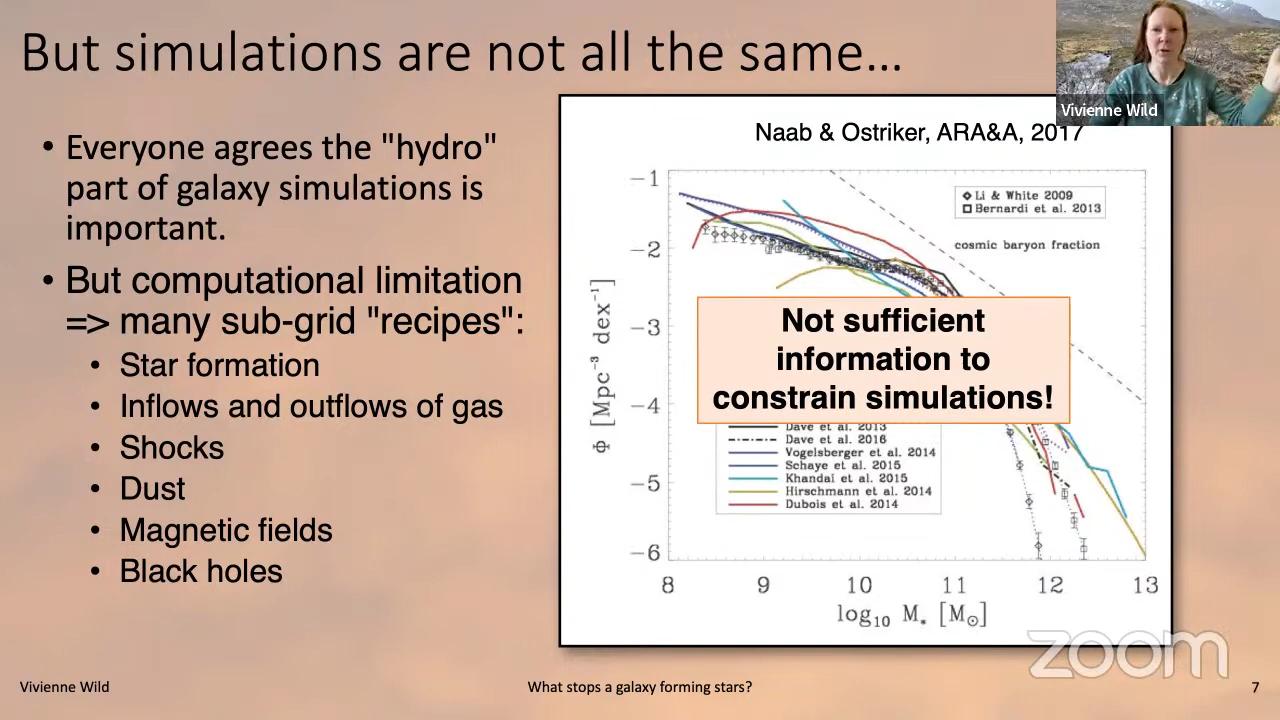 But simulations are not all the same…
Vivienne Wild
• Everyone agrees the "hydro"
part of galaxy simulations is
important.
• But computational limitation
=> many sub-grid "recipes":
• Star formation
• Inflows and outflows of gas
• Shocks
• Dust
• Magnetic fields
• Black holes
Naab & Ostriker, ARA&A, 2017
Li & White 2009
Bernardi et al. 2013
cosmic baryon fraction
Φ [Mpc⁻³ dex⁻¹]
−1
−2
−3
−4
−5
−6
Not sufficient
information to
constrain simulations!
Dave et al. 2013
Dave et al. 2016
Vogelsberger et al. 2014
Schaye et al. 2015
Khandai et al. 2015
Hirschmann et al. 2014
Dubois et al. 2014
8 9 10 11 12 13
log₁₀ M* [M⊙]
zoom
Vivienne Wild
What stops a galaxy forming stars?
7